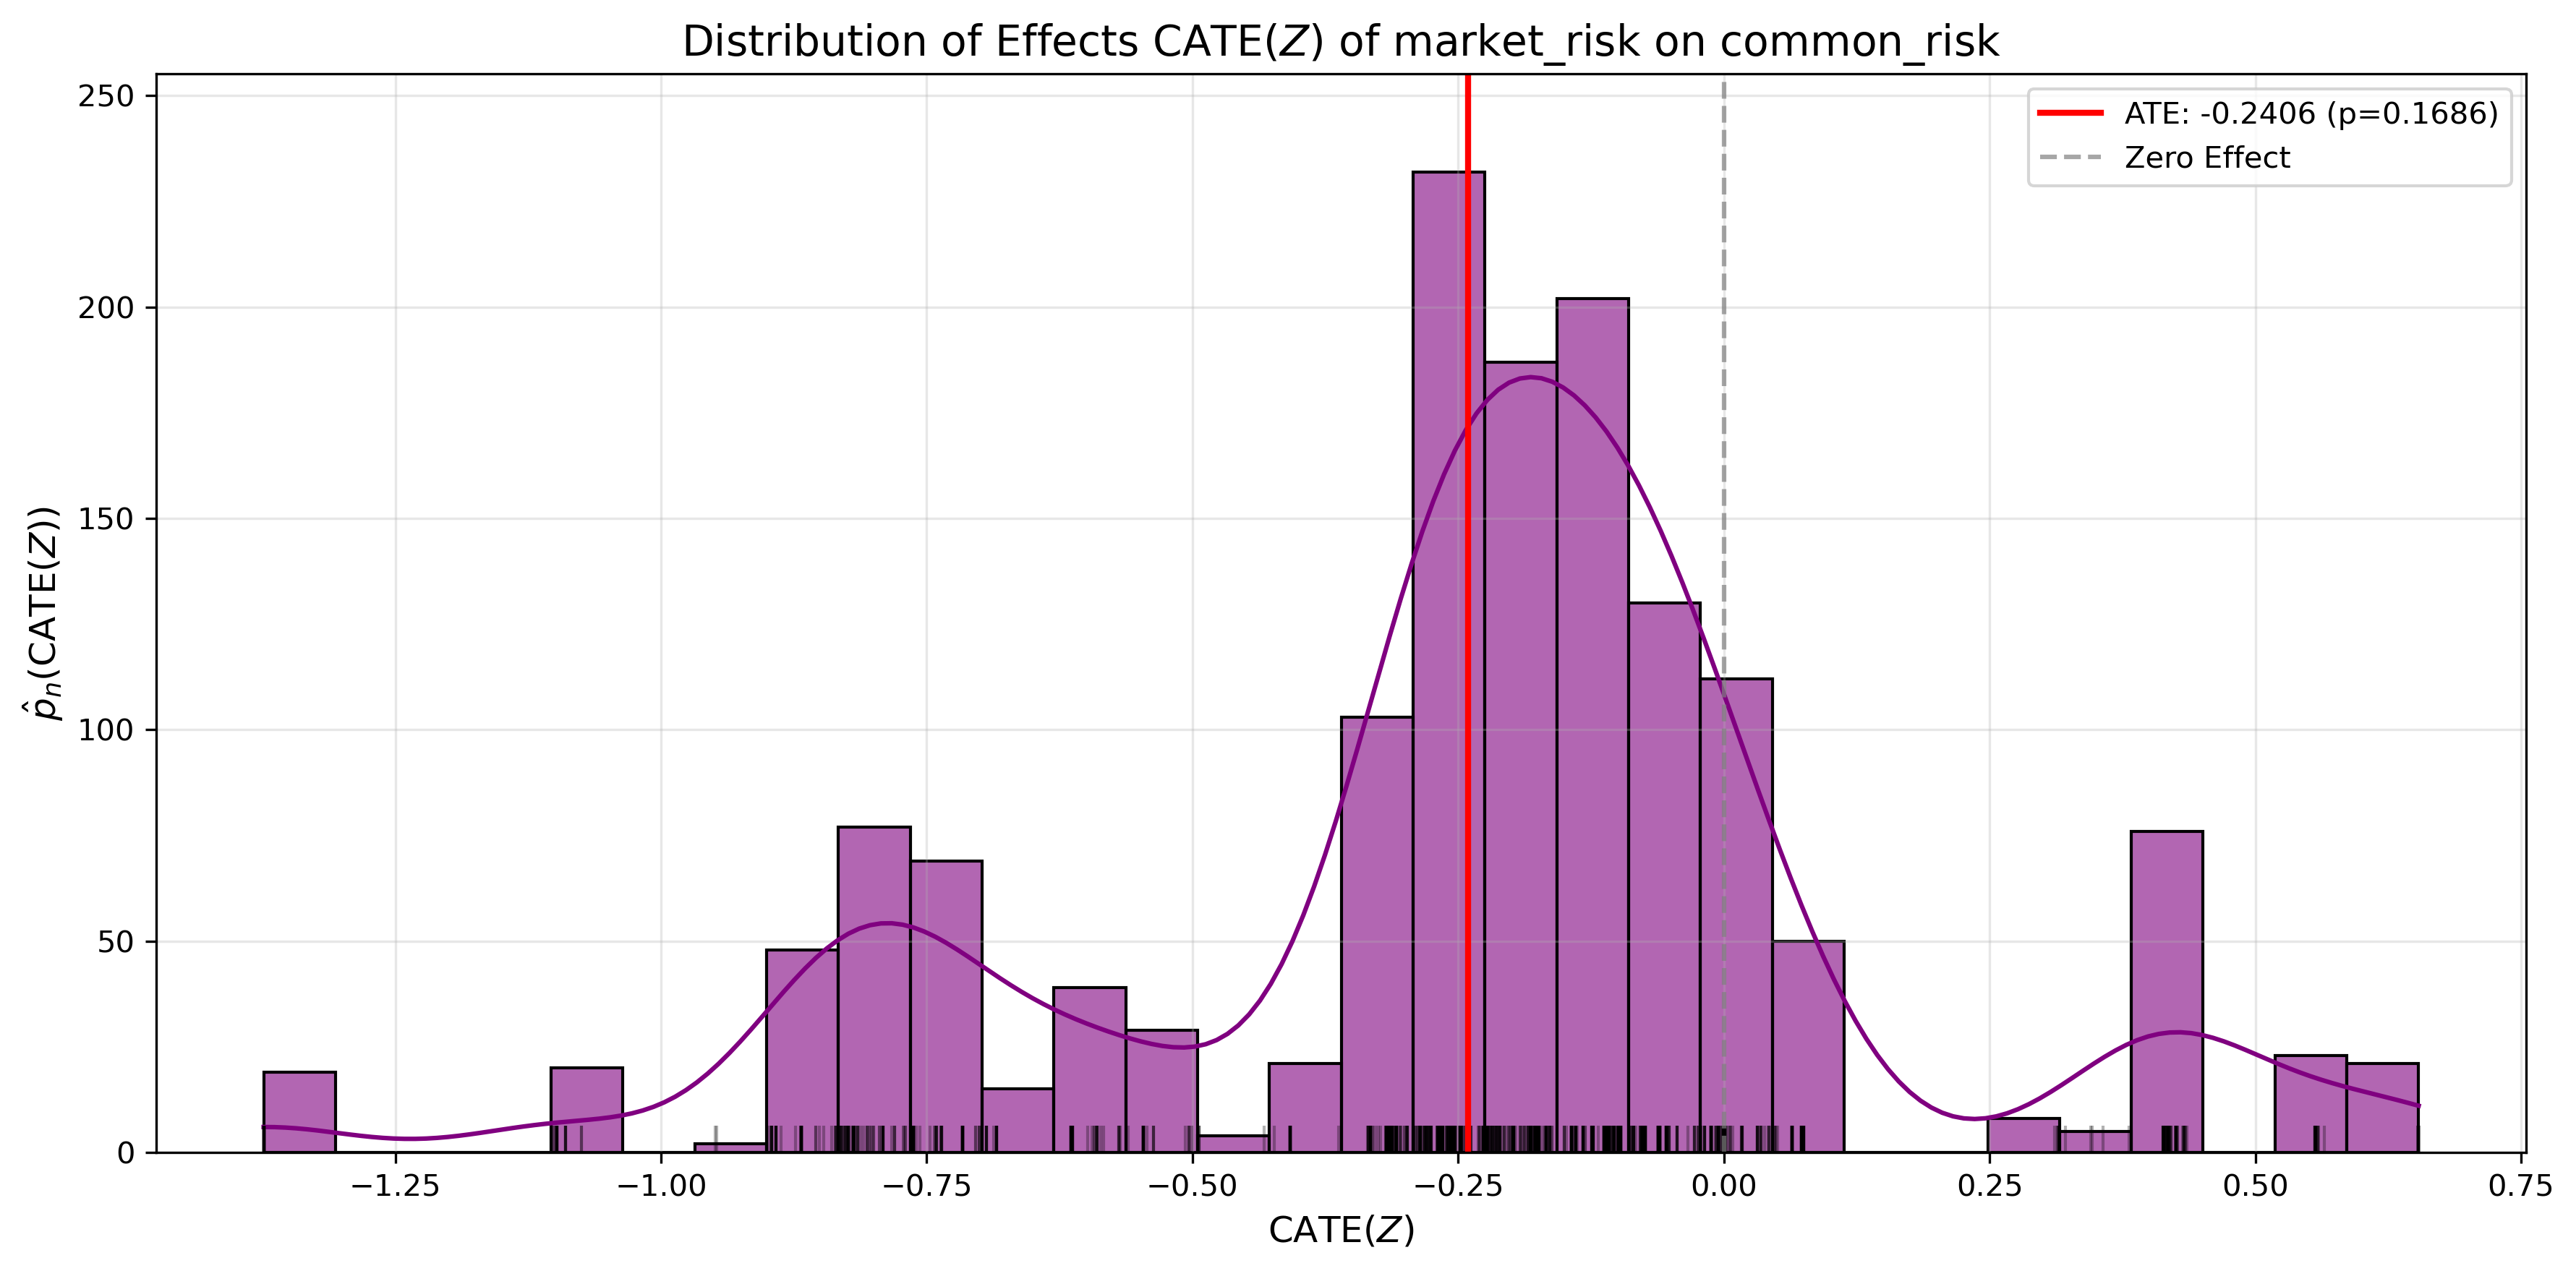 Distribution of Effects CATE(Z) of market_risk on common_risk
ATE: -0.2406 (p=0.1686)
Zero Effect
p̂n(CATE(Z))
250
200
150
100
50
0
−1.25 −1.00 −0.75 −0.50 −0.25 0.00 0.25 0.50 0.75
CATE(Z)